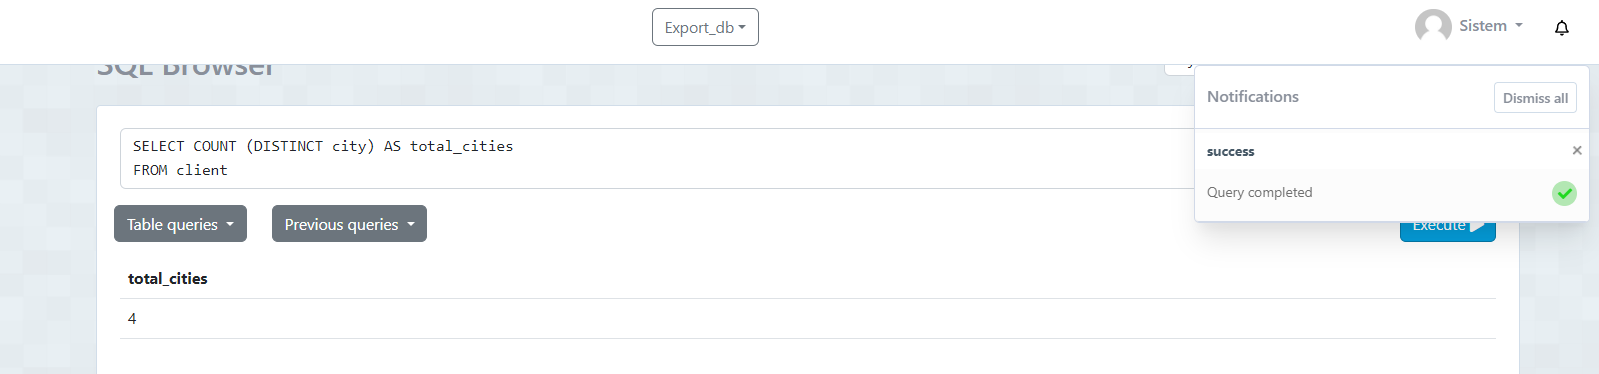 Export_db
Sistem
SQL Browser
Notifications
Dismiss all
SELECT COUNT (DISTINCT city) AS total_cities
FROM client
success
×
Query completed
Table queries
Previous queries
Execute
total_cities
4